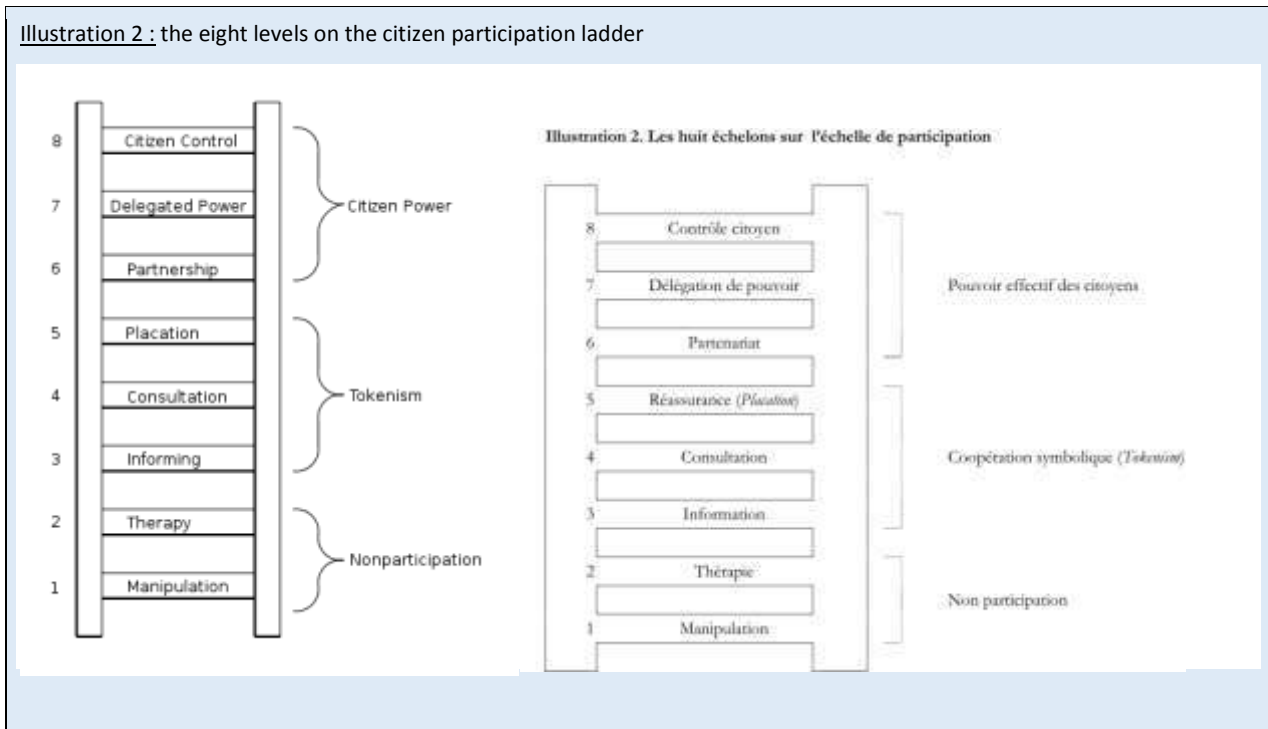 Illustration 2 : the eight levels on the citizen participation ladder
8 Citizen Control
7 Delegated Power
Citizen Power
6 Partnership
5 Placation
4 Consultation
Tokenism
3 Informing
2 Therapy
Nonparticipation
1 Manipulation
Illustration 2. Les huit échelons sur l'échelle de participation
8 Contrôle citoyen
7 Délégation de pouvoir
Pouvoir effectif des citoyens
6 Partenariat
5 Réassurance (Placation)
4 Consultation
Coopération symbolique (Tokenism)
3 Information
2 Thérapie
Non participation
1 Manipulation